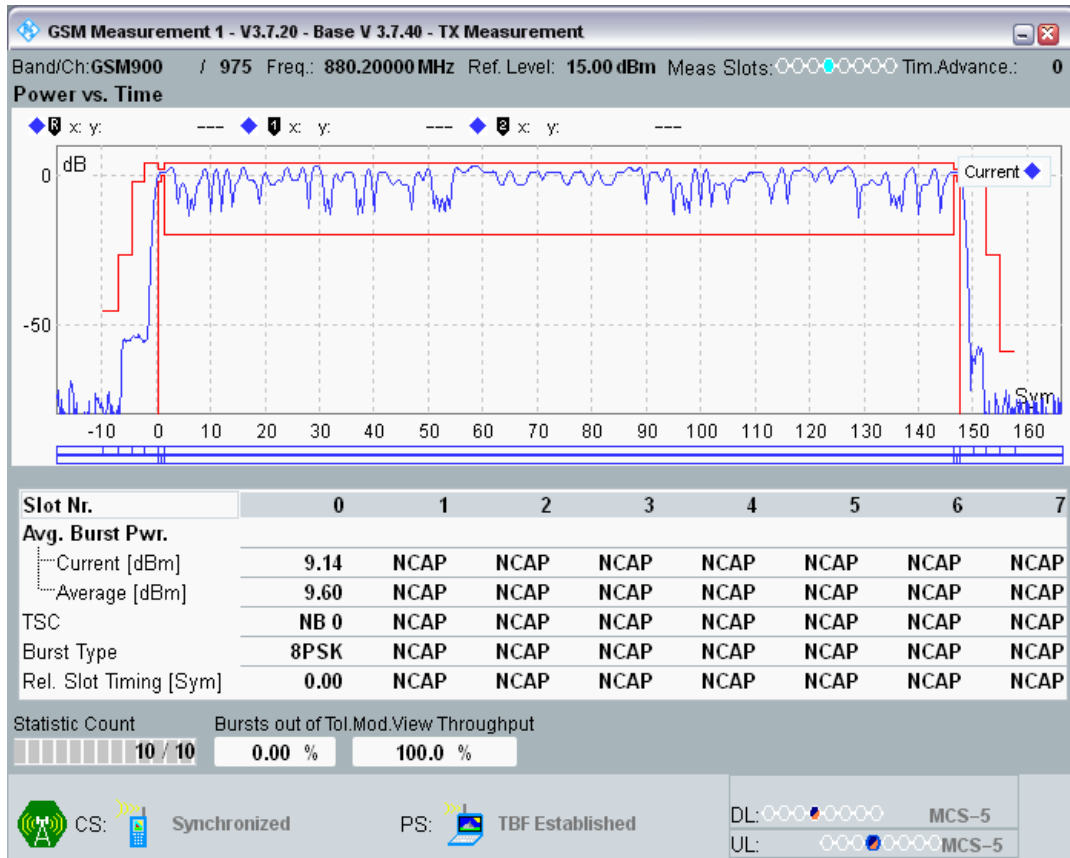 GSM Measurement 1 - V3.7.20 - Base V 3.7.40 - TX Measurement
Band/Ch:GSM900 / 975 Freq.: 880.20000 MHz Ref. Level: 15.00 dBm Meas Slots: Tim.Advance.: 0
Power vs. Time
R x: y: --- 1 x: y: --- 2 x: y: ---
dB
Current
0
-50
Sym
-10 0 10 20 30 40 50 60 70 80 90 100 110 120 130 140 150 160
Slot Nr. 0 1 2 3 4 5 6 7
Avg. Burst Pwr.
Current [dBm] 9.14 NCAP NCAP NCAP NCAP NCAP NCAP NCAP
Average [dBm] 9.60 NCAP NCAP NCAP NCAP NCAP NCAP NCAP
TSC NB 0 NCAP NCAP NCAP NCAP NCAP NCAP NCAP
Burst Type 8PSK NCAP NCAP NCAP NCAP NCAP NCAP NCAP
Rel. Slot Timing [Sym] 0.00 NCAP NCAP NCAP NCAP NCAP NCAP NCAP
Statistic Count Bursts out of Tol. Mod.View Throughput
10 / 10 0.00 % 100.0 %
CS: Synchronized PS: TBF Established
DL: MCS-5
UL: MCS-5